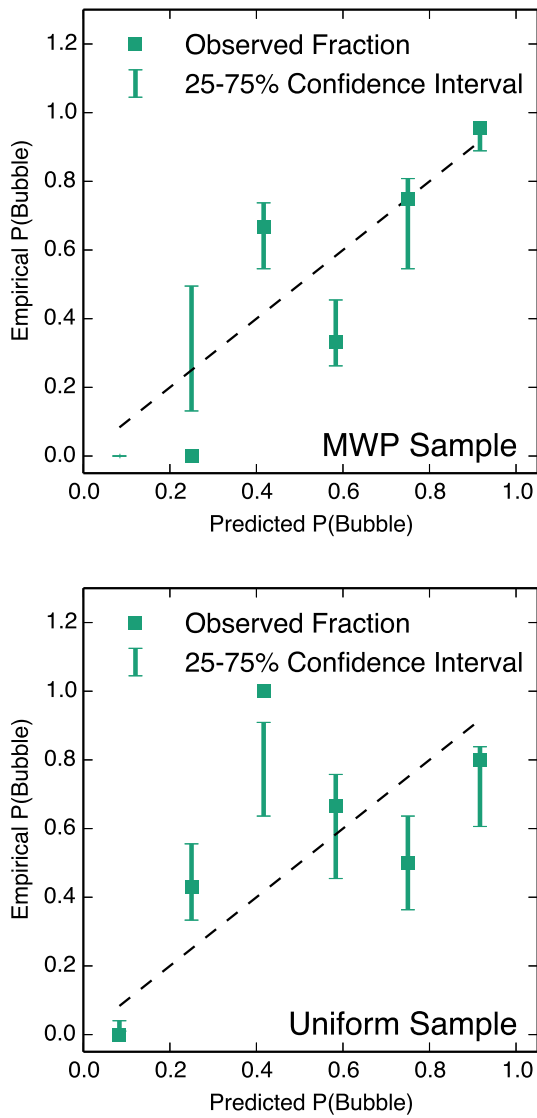 1.2
Observed Fraction
25-75% Confidence Interval
1.0
0.8
0.6
0.4
0.2
0.0
Empirical P(Bubble)
MWP Sample
0.0 0.2 0.4 0.6 0.8 1.0
Predicted P(Bubble)
1.2
Observed Fraction
25-75% Confidence Interval
1.0
0.8
0.6
0.4
0.2
0.0
Empirical P(Bubble)
Uniform Sample
0.0 0.2 0.4 0.6 0.8 1.0
Predicted P(Bubble)